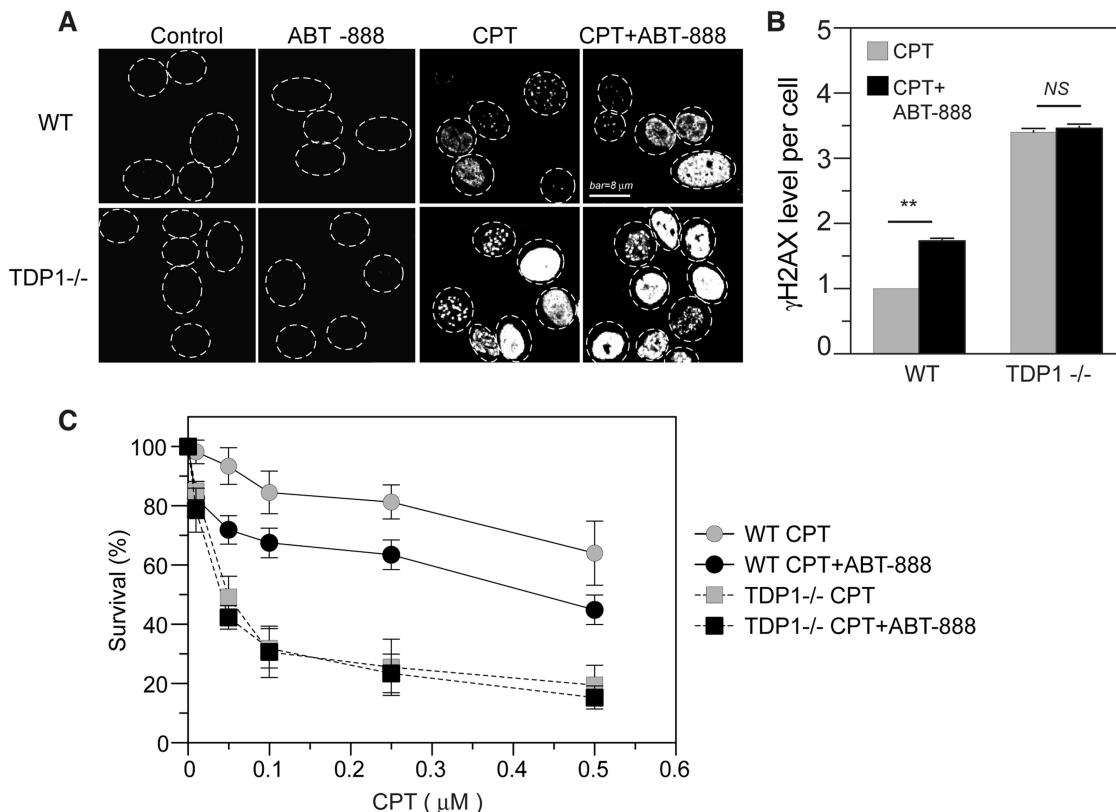 A
Control
ABT -888
CPT
CPT+ABT-888
WT
bar=8 μm
TDP1-/-
B
γH2AX level per cell
5
4
3
2
1
0
CPT
CPT+
ABT-888
**
NS
WT
TDP1 -/-
C
Survival (%)
100
80
60
40
20
0
0
0.1
0.2
0.3
0.4
0.5
0.6
CPT ( μM )
WT CPT
WT CPT+ABT-888
TDP1-/- CPT
TDP1-/- CPT+ABT-888